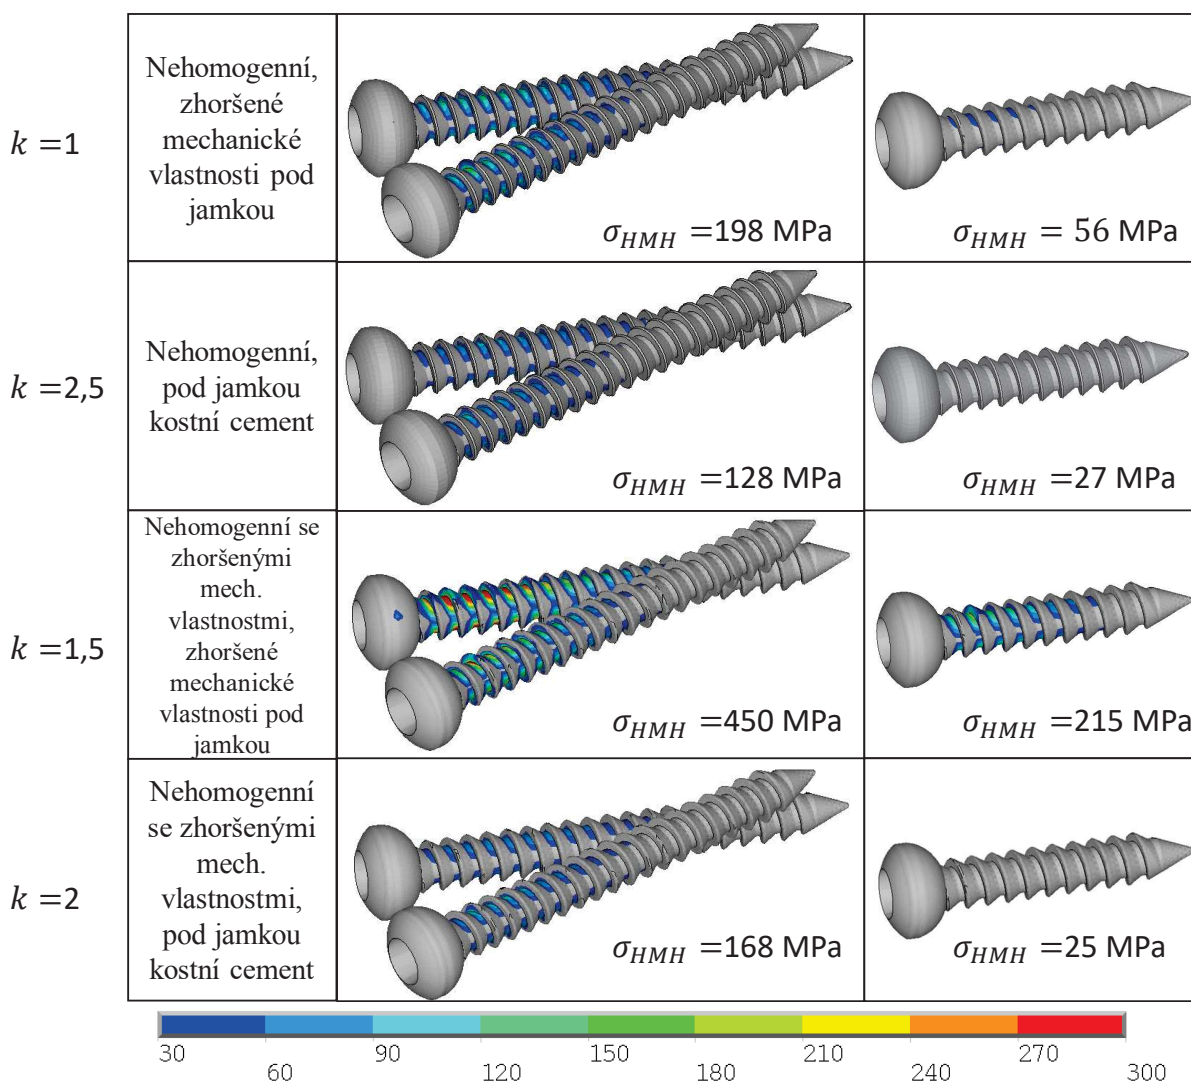 k =1
Nehomogenní,
zhoršené
mechanické
vlastnosti pod
jamkou
σHMH =198 MPa
σHMH = 56 MPa
k =2,5
Nehomogenní,
pod jamkou
kostní cement
σHMH =128 MPa
σHMH =27 MPa
k =1,5
Nehomogenní se
zhoršenými
mech.
vlastnostmi,
zhoršené
mechanické
vlastnosti pod
jamkou
σHMH =450 MPa
σHMH =215 MPa
k =2
Nehomogenní
se zhoršenými
mech.
vlastnostmi,
pod jamkou
kostní cement
σHMH =168 MPa
σHMH =25 MPa
30 60 90 120 150 180 210 240 270 300